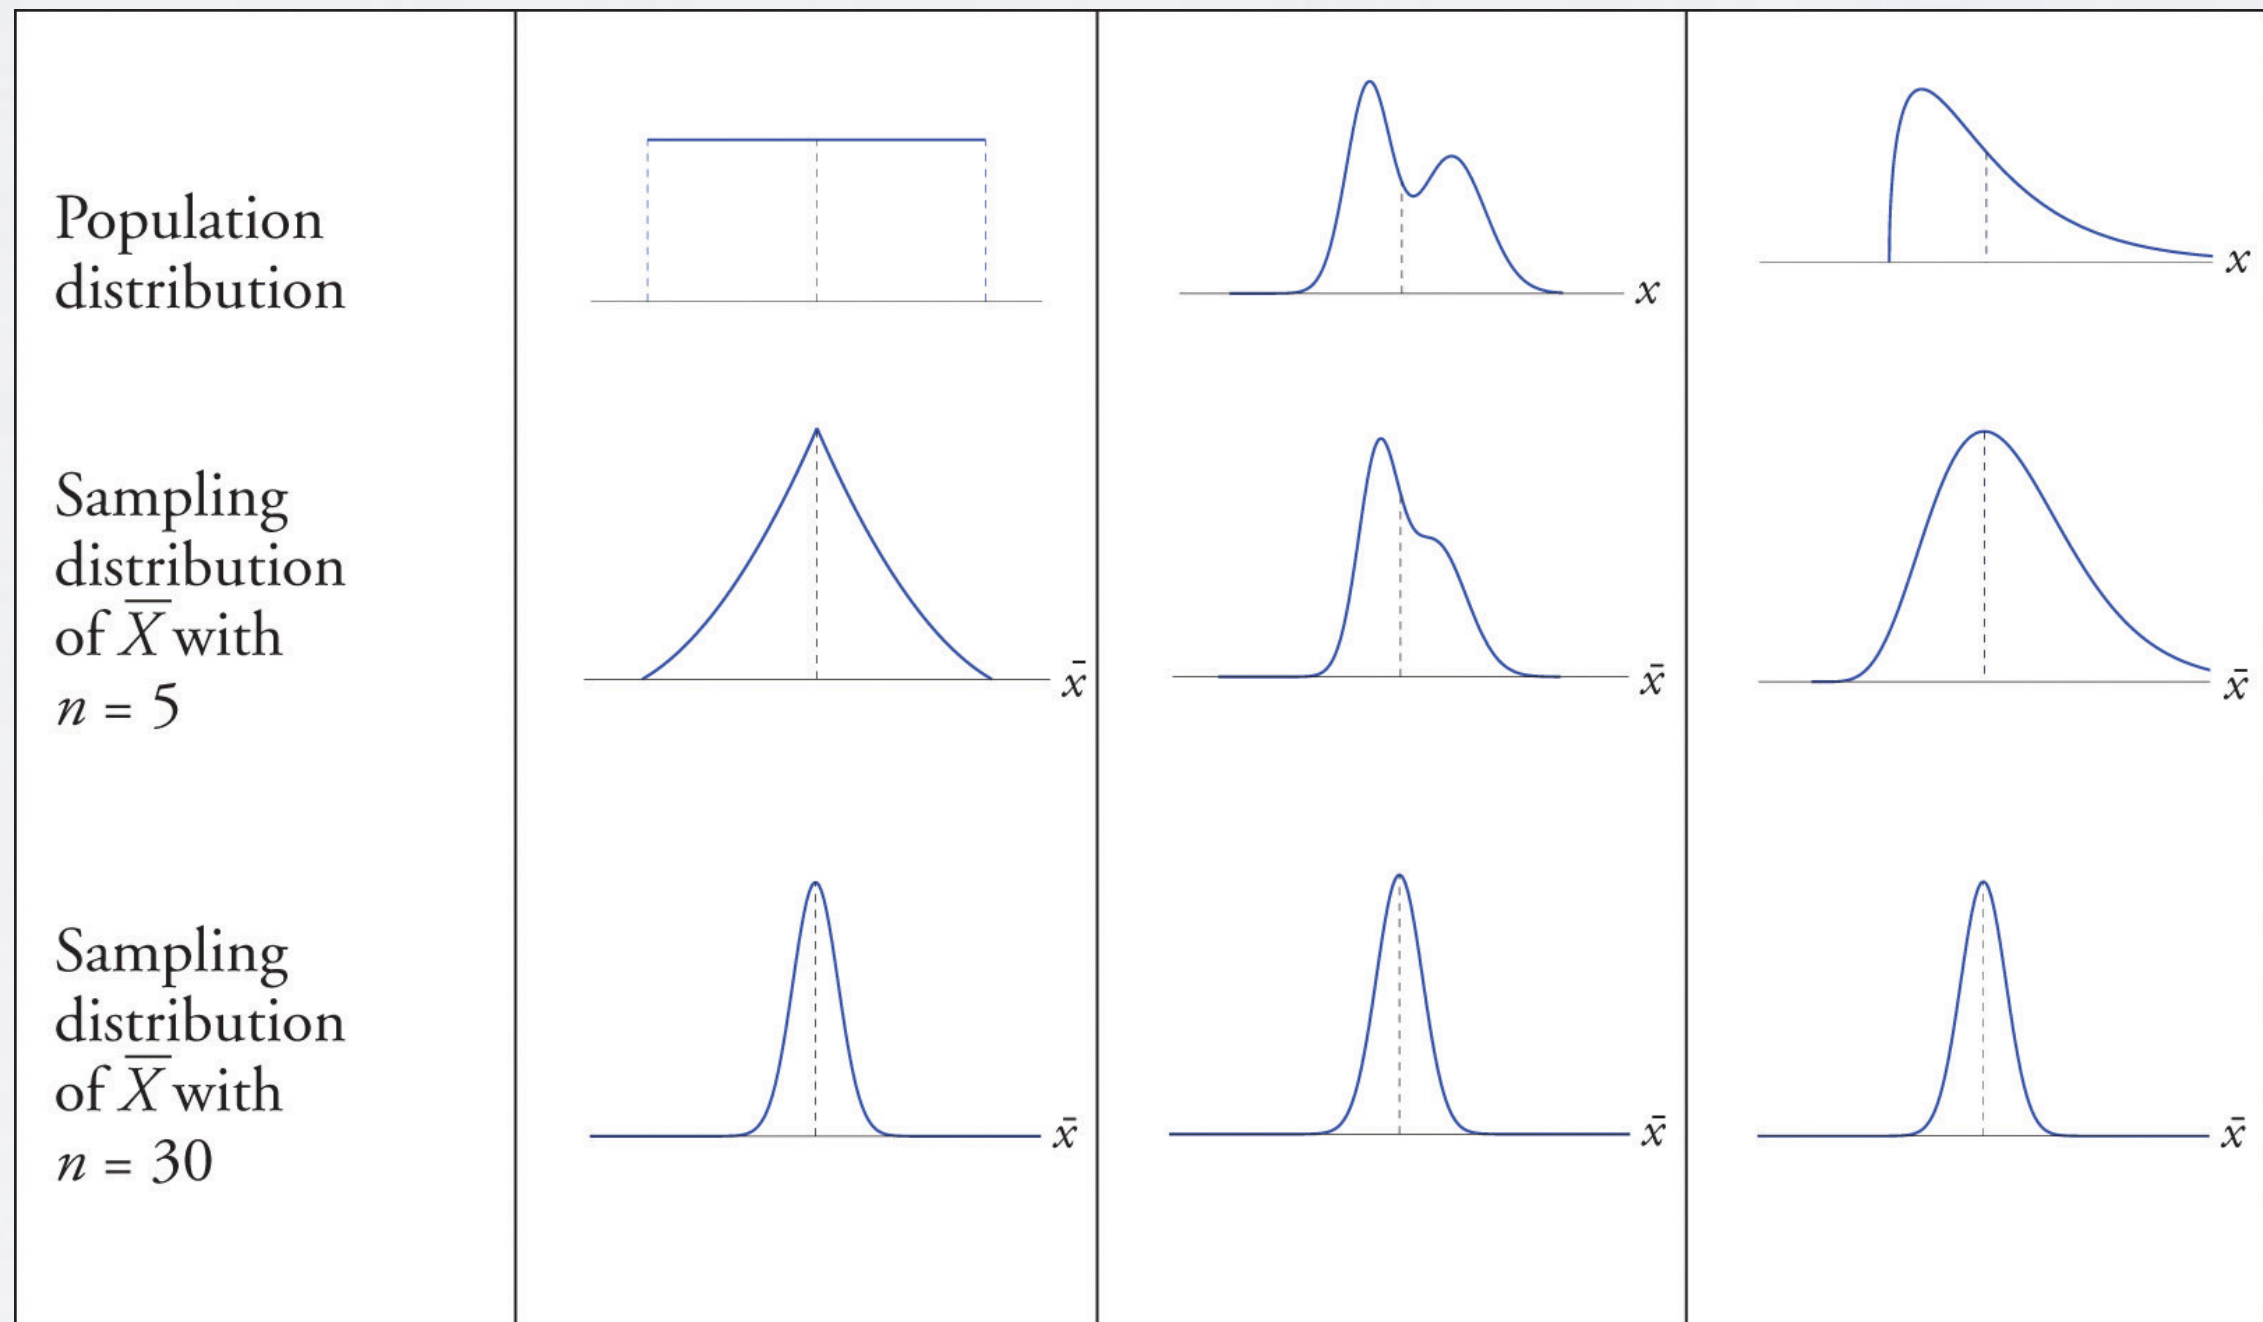 Population
distribution
x
x
Sampling
distribution
of X̅ with
n = 5
x̄
x̄
x̄
Sampling
distribution
of X̅ with
n = 30
x̄
x̄
x̄